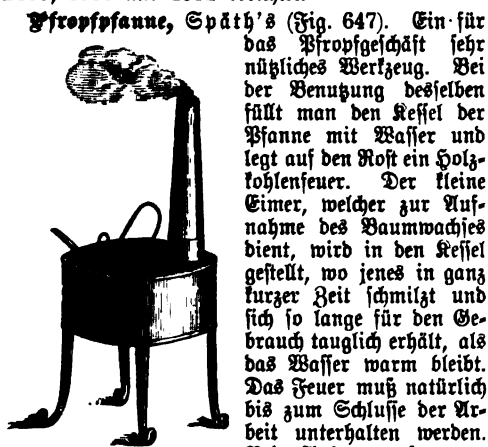 Pfropfpfanne, Späth's (Fig. 647). Ein für
das Pfropfgeschäft sehr
nützliches Werkzeug. Bei
der Benutzung desselben
füllt man den Kessel der
Pfanne mit Wasser und
legt auf den Rost ein Holz-
kohlenfeuer. Der kleine
Eimer, welcher zur Auf-
nahme des Baumwachses
dient, wird in den Kessel
gestellt, wo jenes in ganz
kurzer Zeit schmilzt und
sich so lange für den Ge-
brauch tauglich erhält, als
das Wasser warm bleibt.
Das Feuer muß natürlich
bis zum Schlusse der Ar-
beit unterhalten werden.